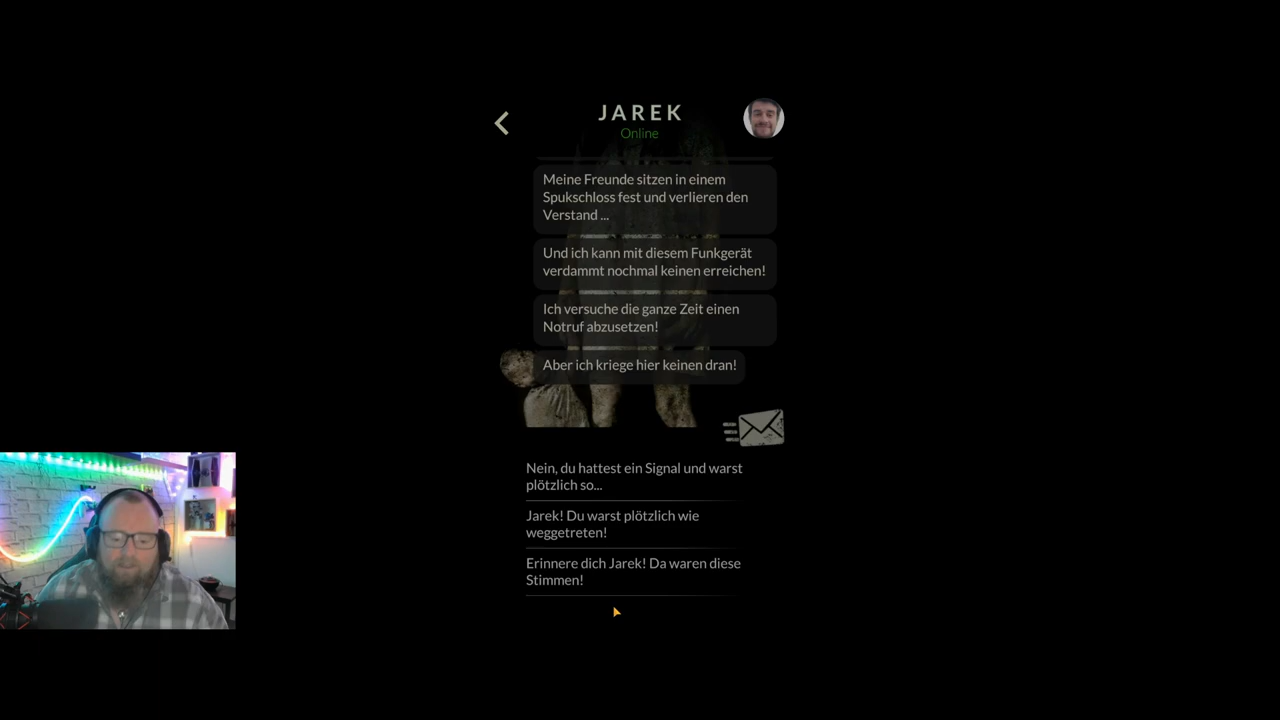 JAREK
Online
Meine Freunde sitzen in einem
Spukschloss fest und verlieren den
Verstand ...
Und ich kann mit diesem Funkgerät
verdammt nochmal keinen erreichen!
Ich versuche die ganze Zeit einen
Notruf abzusetzen!
Aber ich kriege hier keinen dran!
Nein, du hattest ein Signal und warst
plötzlich so...
Jarek! Du warst plötzlich wie
weggetreten!
Erinnere dich Jarek! Da waren diese
Stimmen!